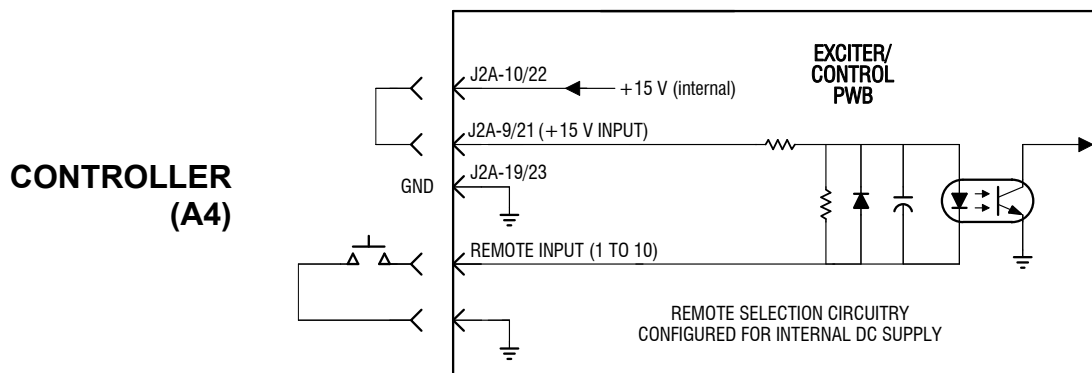 EXCITER/
CONTROL
PWB
J2A-10/22
+15 V (internal)
J2A-9/21 (+15 V INPUT)
CONTROLLER
(A4)
GND
J2A-19/23
REMOTE INPUT (1 TO 10)
REMOTE SELECTION CIRCUITRY
CONFIGURED FOR INTERNAL DC SUPPLY